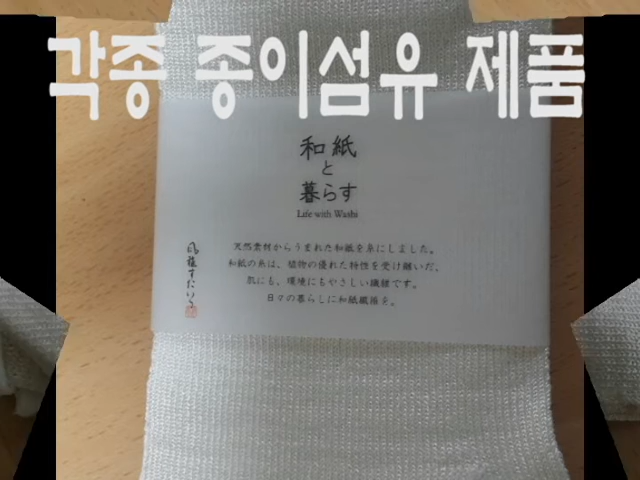 각종 종이섬유 제품
和紙
と
暮らす
Life with Washi
天然素材からうまれた和紙を糸にしました。
和紙の糸は、植物の優れた特性を受け継いだ、
肌にも、環境にもやさしい繊維です。
日々の暮らしに和紙繊維を。